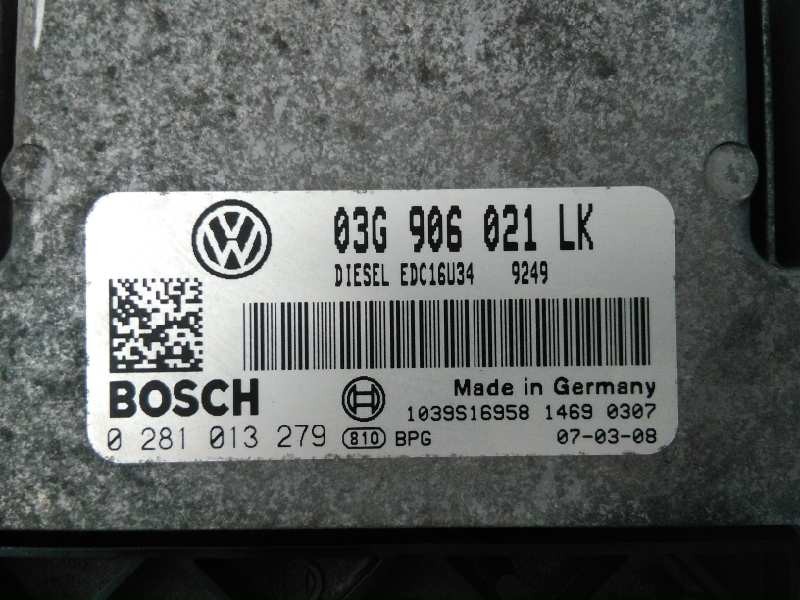 03G 906 021 LK
DIESEL EDC16U34 9249
BOSCH
Made in Germany
1039S16958 1469 0307
0 281 013 279 810 BPG 07-03-08